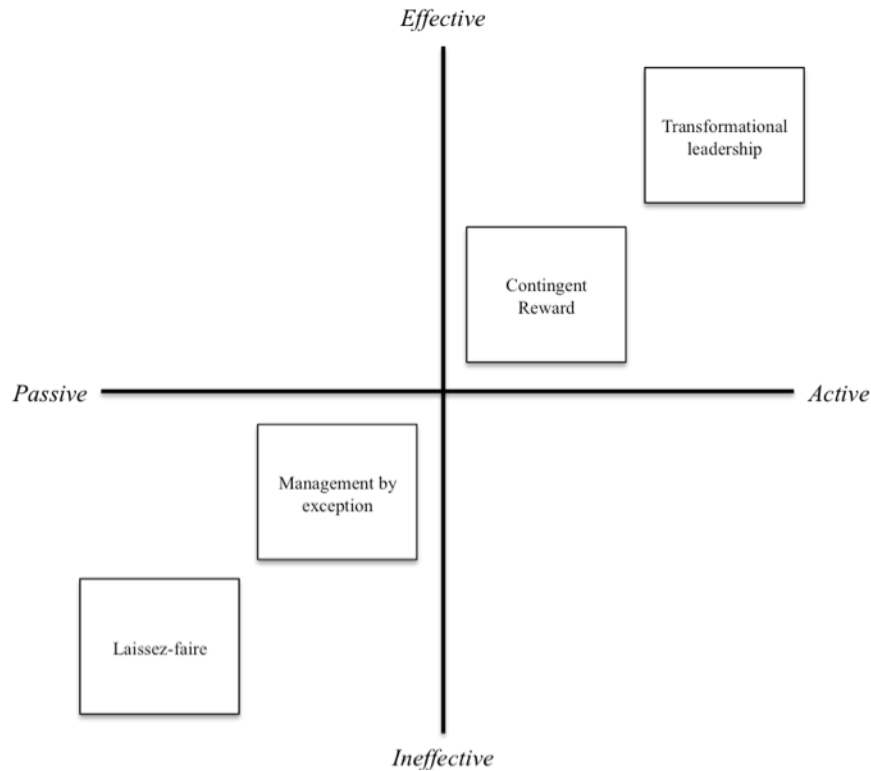 Effective
Transformational
leadership
Contingent
Reward
Passive
Active
Management by
exception
Laissez-faire
Ineffective